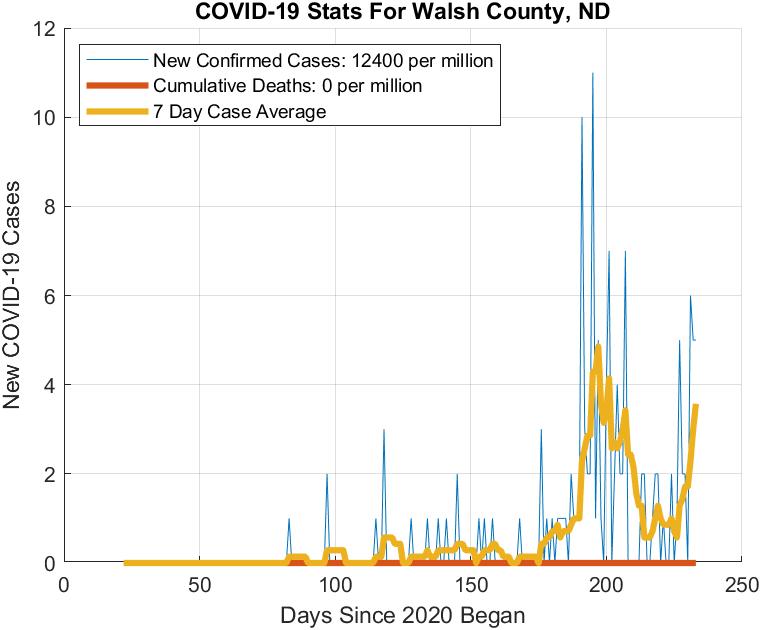 COVID-19 Stats For Walsh County, ND
New Confirmed Cases: 12400 per million
Cumulative Deaths: 0 per million
7 Day Case Average
New COVID-19 Cases
12
10
8
6
4
2
0
0 50 100 150 200 250
Days Since 2020 Began